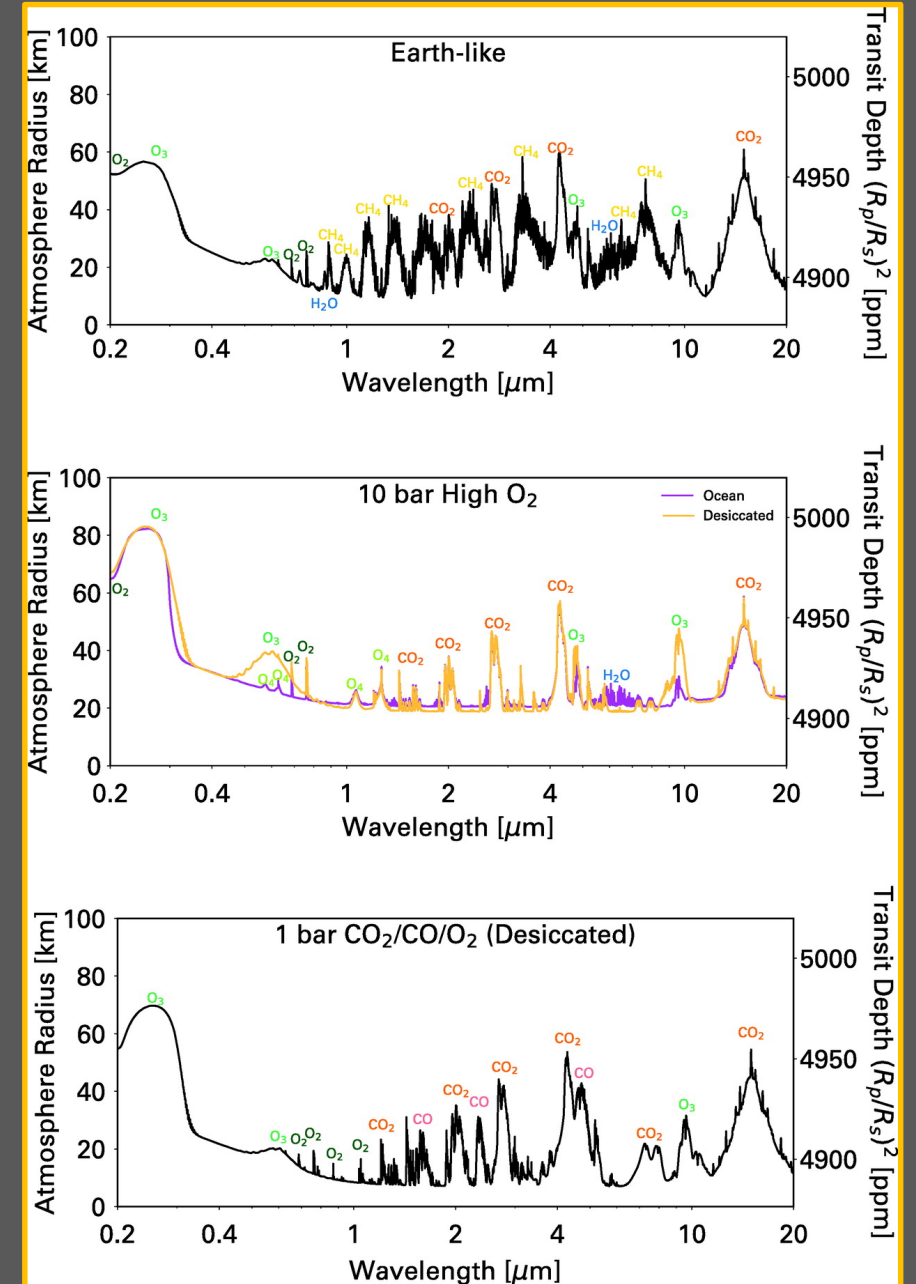 Earth-like
Atmosphere Radius [km]
100
80
60
40
20
0
Transit Depth (Rp/Rs)² [ppm]
5000
4950
4900
O₂
O₃
O₃
O₂
O₂
H₂O
CH₄
CH₄
CH₄
CH₄
CO₂
CH₄
CO₂
CH₄
CO₂
O₃
H₂O
CH₄
CH₄
O₃
CO₂
0.2 0.4 1 2 4 10 20
Wavelength [μm]
10 bar High O₂
Ocean
Desiccated
Atmosphere Radius [km]
100
80
60
40
20
0
Transit Depth (Rp/Rs)² [ppm]
5000
4950
4900
O₂
O₃
O₃
O₄
O₄
O₂
O₂
O₄
O₄
CO₂
CO₂
CO₂
CO₂
O₃
H₂O
O₃
CO₂
0.2 0.4 1 2 4 10 20
Wavelength [μm]
1 bar CO₂/CO/O₂ (Desiccated)
Atmosphere Radius [km]
100
80
60
40
20
0
Transit Depth (Rp/Rs)² [ppm]
5000
4950
4900
O₃
O₃
O₂
O₂
O₂
O₂
CO₂
CO
CO₂
CO
CO₂
CO₂
CO
CO₂
O₃
CO₂
0.2 0.4 1 2 4 10 20
Wavelength [μm]